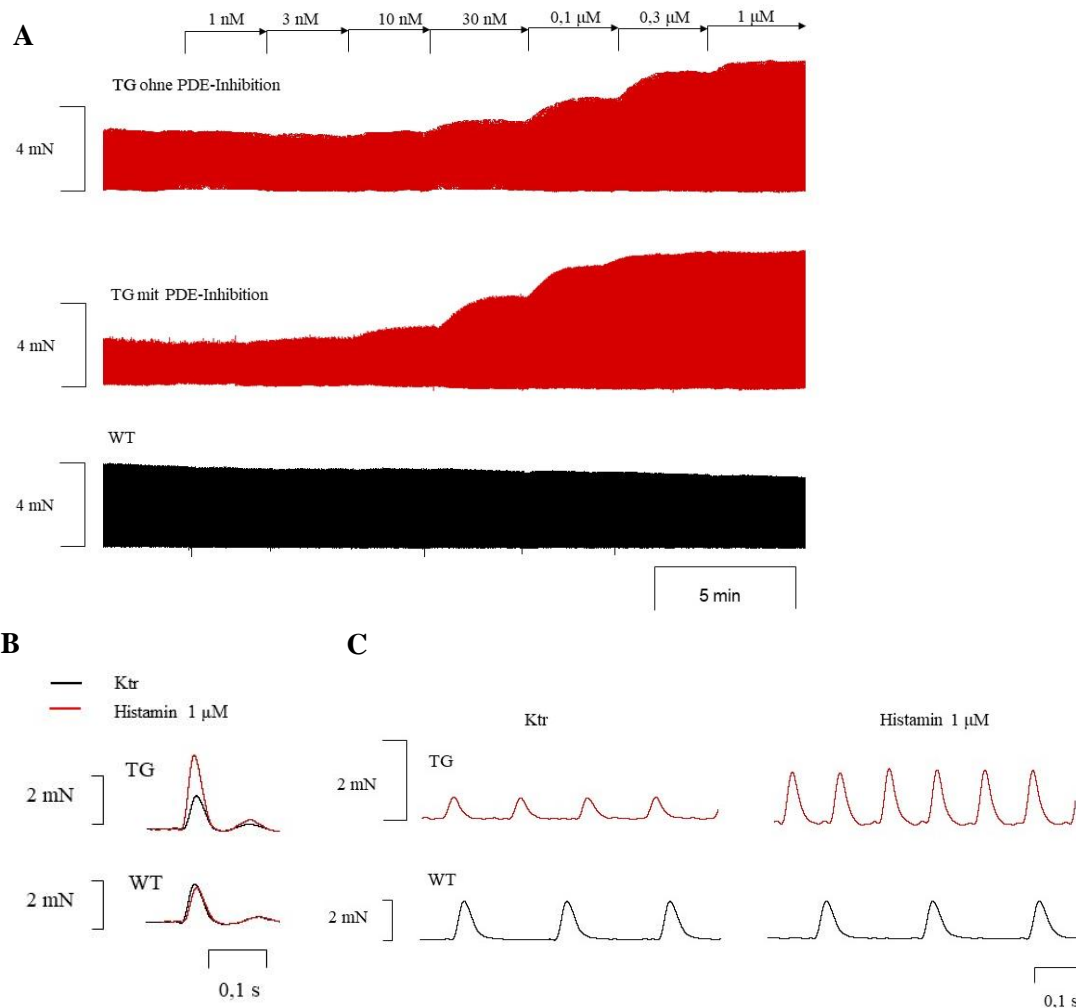 A
1 nM 3 nM 10 nM 30 nM 0,1 μM 0,3 μM 1 μM
TG ohne PDE-Inhibition
4 mN
TG mit PDE-Inhibition
4 mN
WT
4 mN
5 min
B
Ktr
Histamin 1 μM
TG
2 mN
WT
2 mN
0,1 s
C
Ktr Histamin 1 μM
TG
2 mN
WT
2 mN
0,1 s